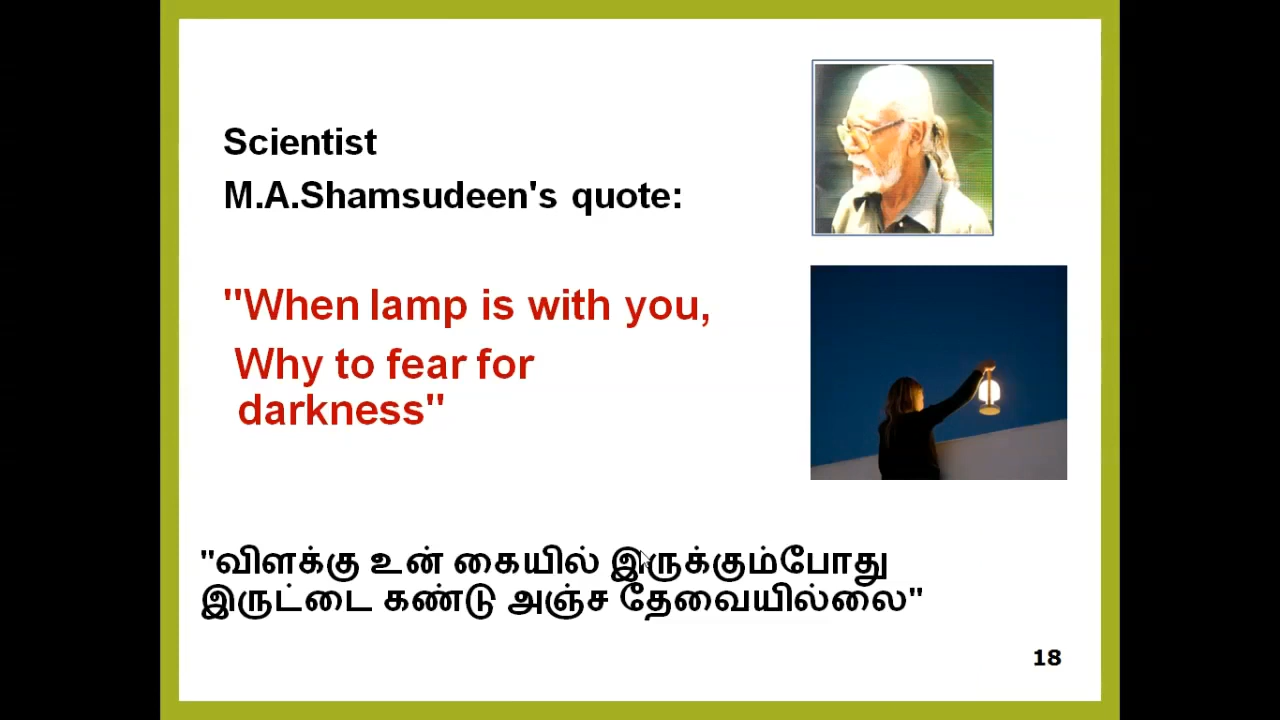 Scientist
M.A.Shamsudeen's quote:
"When lamp is with you,
Why to fear for
darkness"
"விளக்கு உன் கையில் இருக்கும்போது
இருட்டை கண்டு அஞ்ச தேவையில்லை"
18